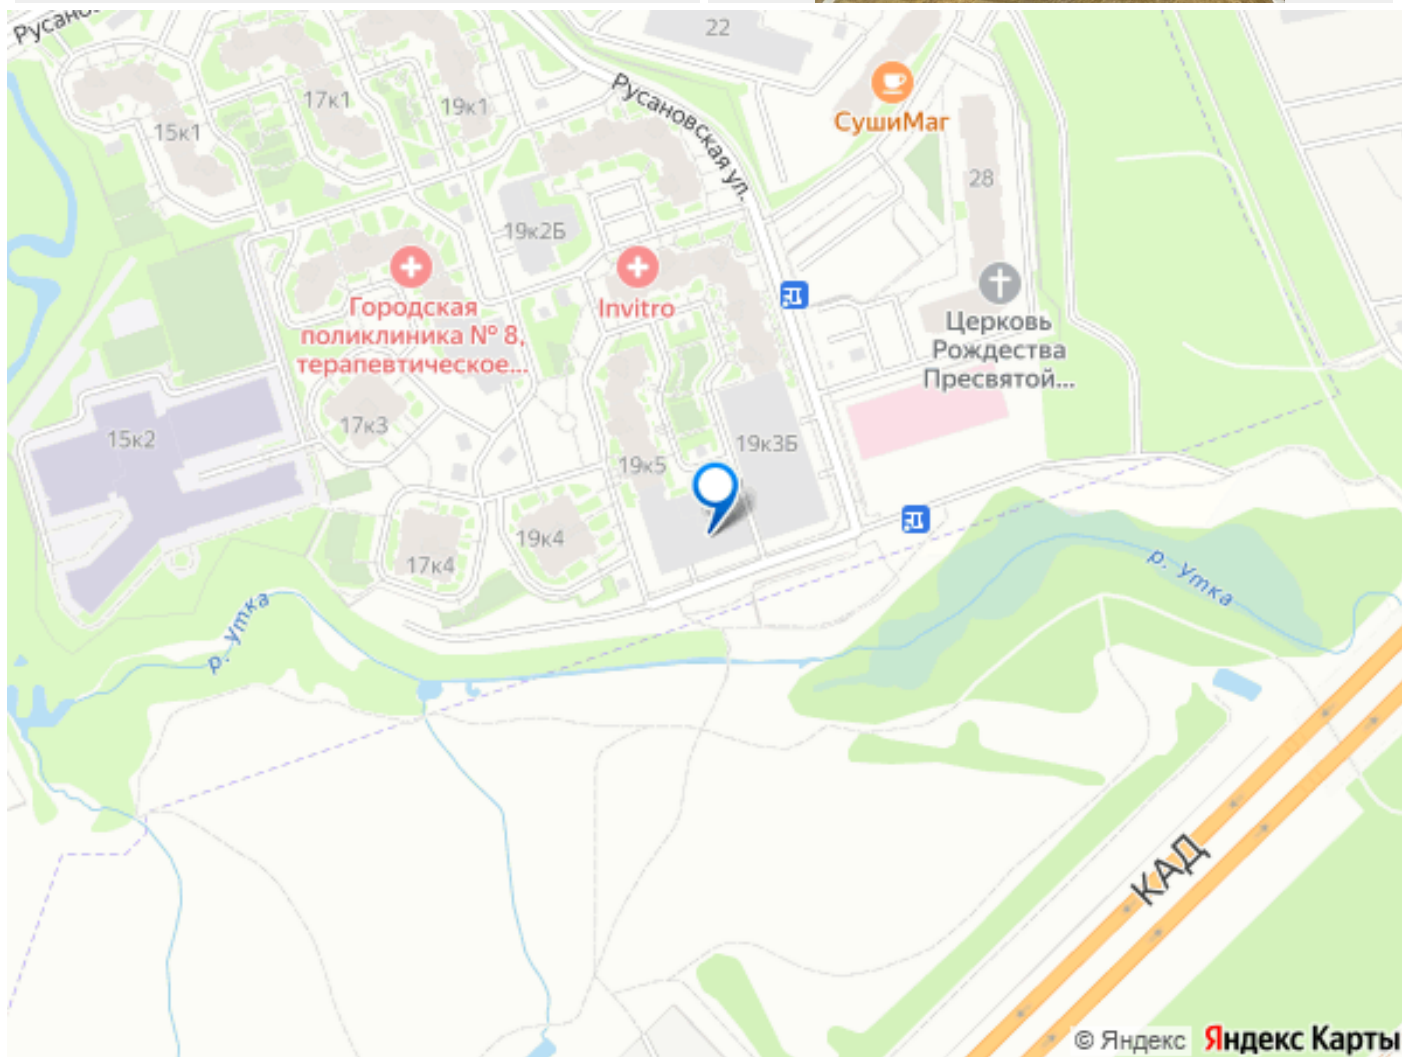 Русанов
22
Русановская ул.
17к1
19к1
15к1
СушиМаг
28
19к2Б
Городская
поликлиника № 8,
терапевтическое...
Invitro
Церковь
Рождества
Пресвятой...
15к2
17к3
19к3Б
19к5
19к4
17к4
р. Утка
р. Утка
КАД
© Яндекс Яндекс Карты